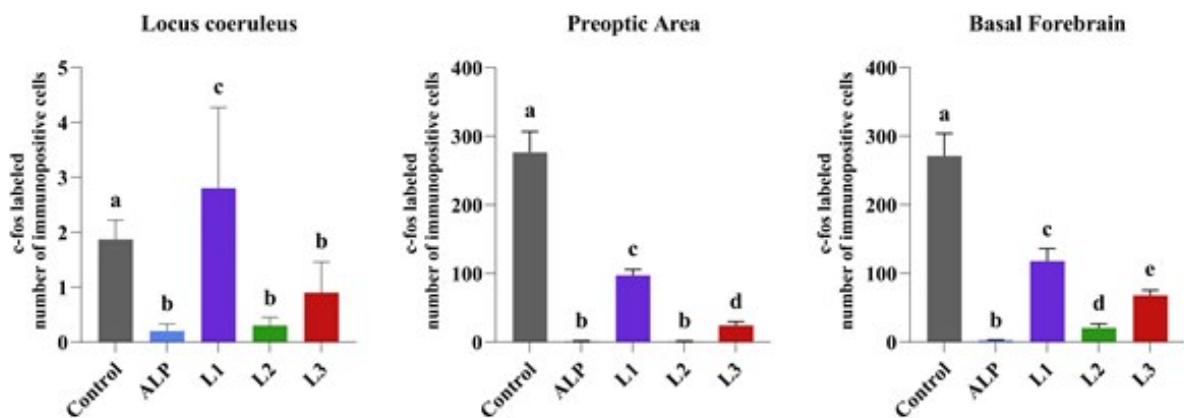 Locus coeruleus
c-fos labeled
number of immunopositive cells
5
4
3
2
1
0
a
b
c
b
b
Control
ALP
L1
L2
L3
Preoptic Area
c-fos labeled
number of immunopositive cells
400
300
200
100
0
a
b
c
b
d
Control
ALP
L1
L2
L3
Basal Forebrain
c-fos labeled
number of immunopositive cells
400
300
200
100
0
a
b
c
d
e
Control
ALP
L1
L2
L3